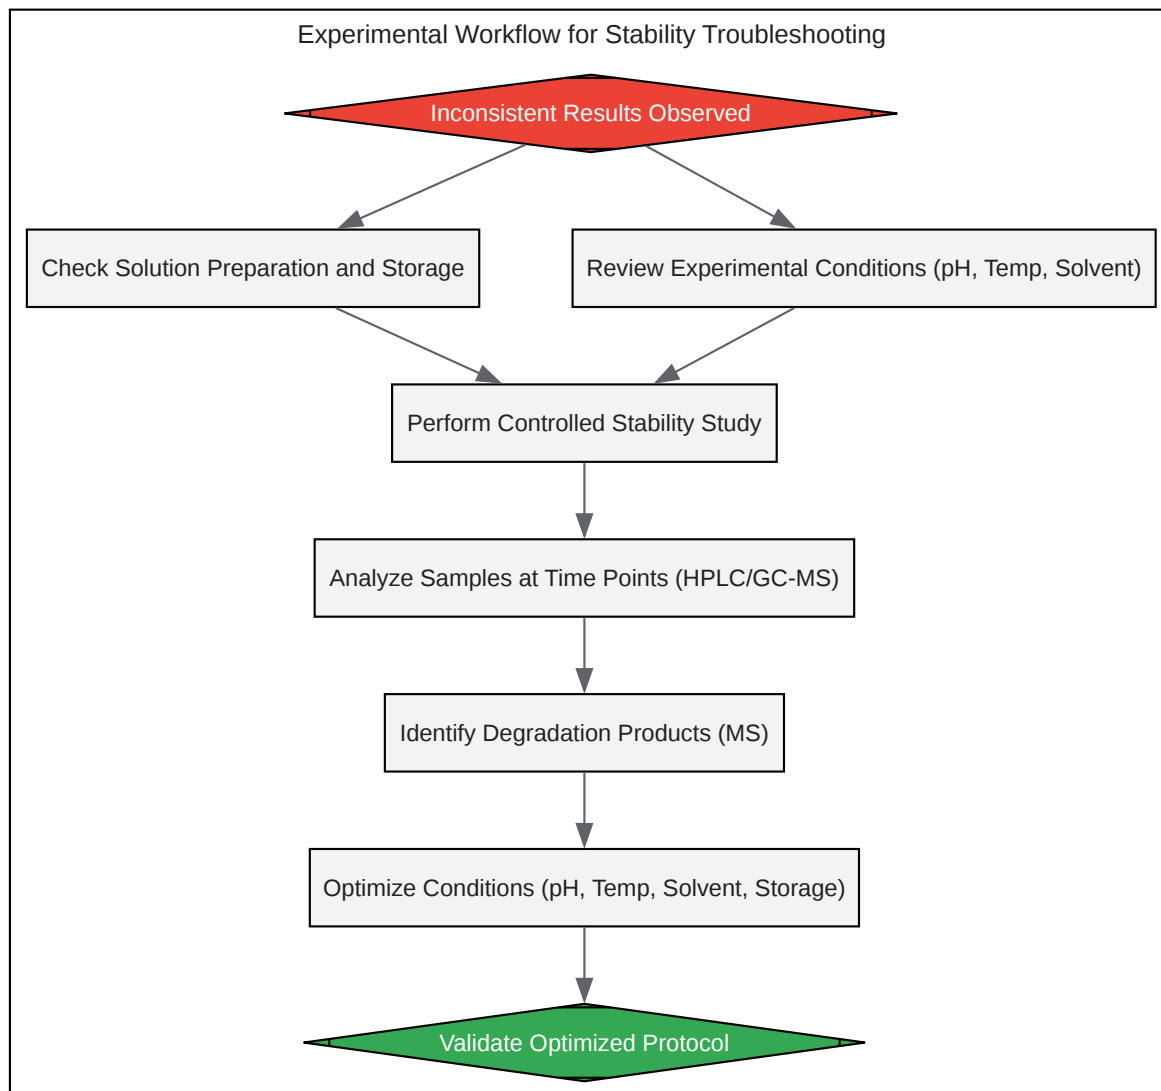 Experimental Workflow for Stability Troubleshooting
Inconsistent Results Observed
Check Solution Preparation and Storage
Review Experimental Conditions (pH, Temp, Solvent)
Perform Controlled Stability Study
Analyze Samples at Time Points (HPLC/GC-MS)
Identify Degradation Products (MS)
Optimize Conditions (pH, Temp, Solvent, Storage)
Validate Optimized Protocol